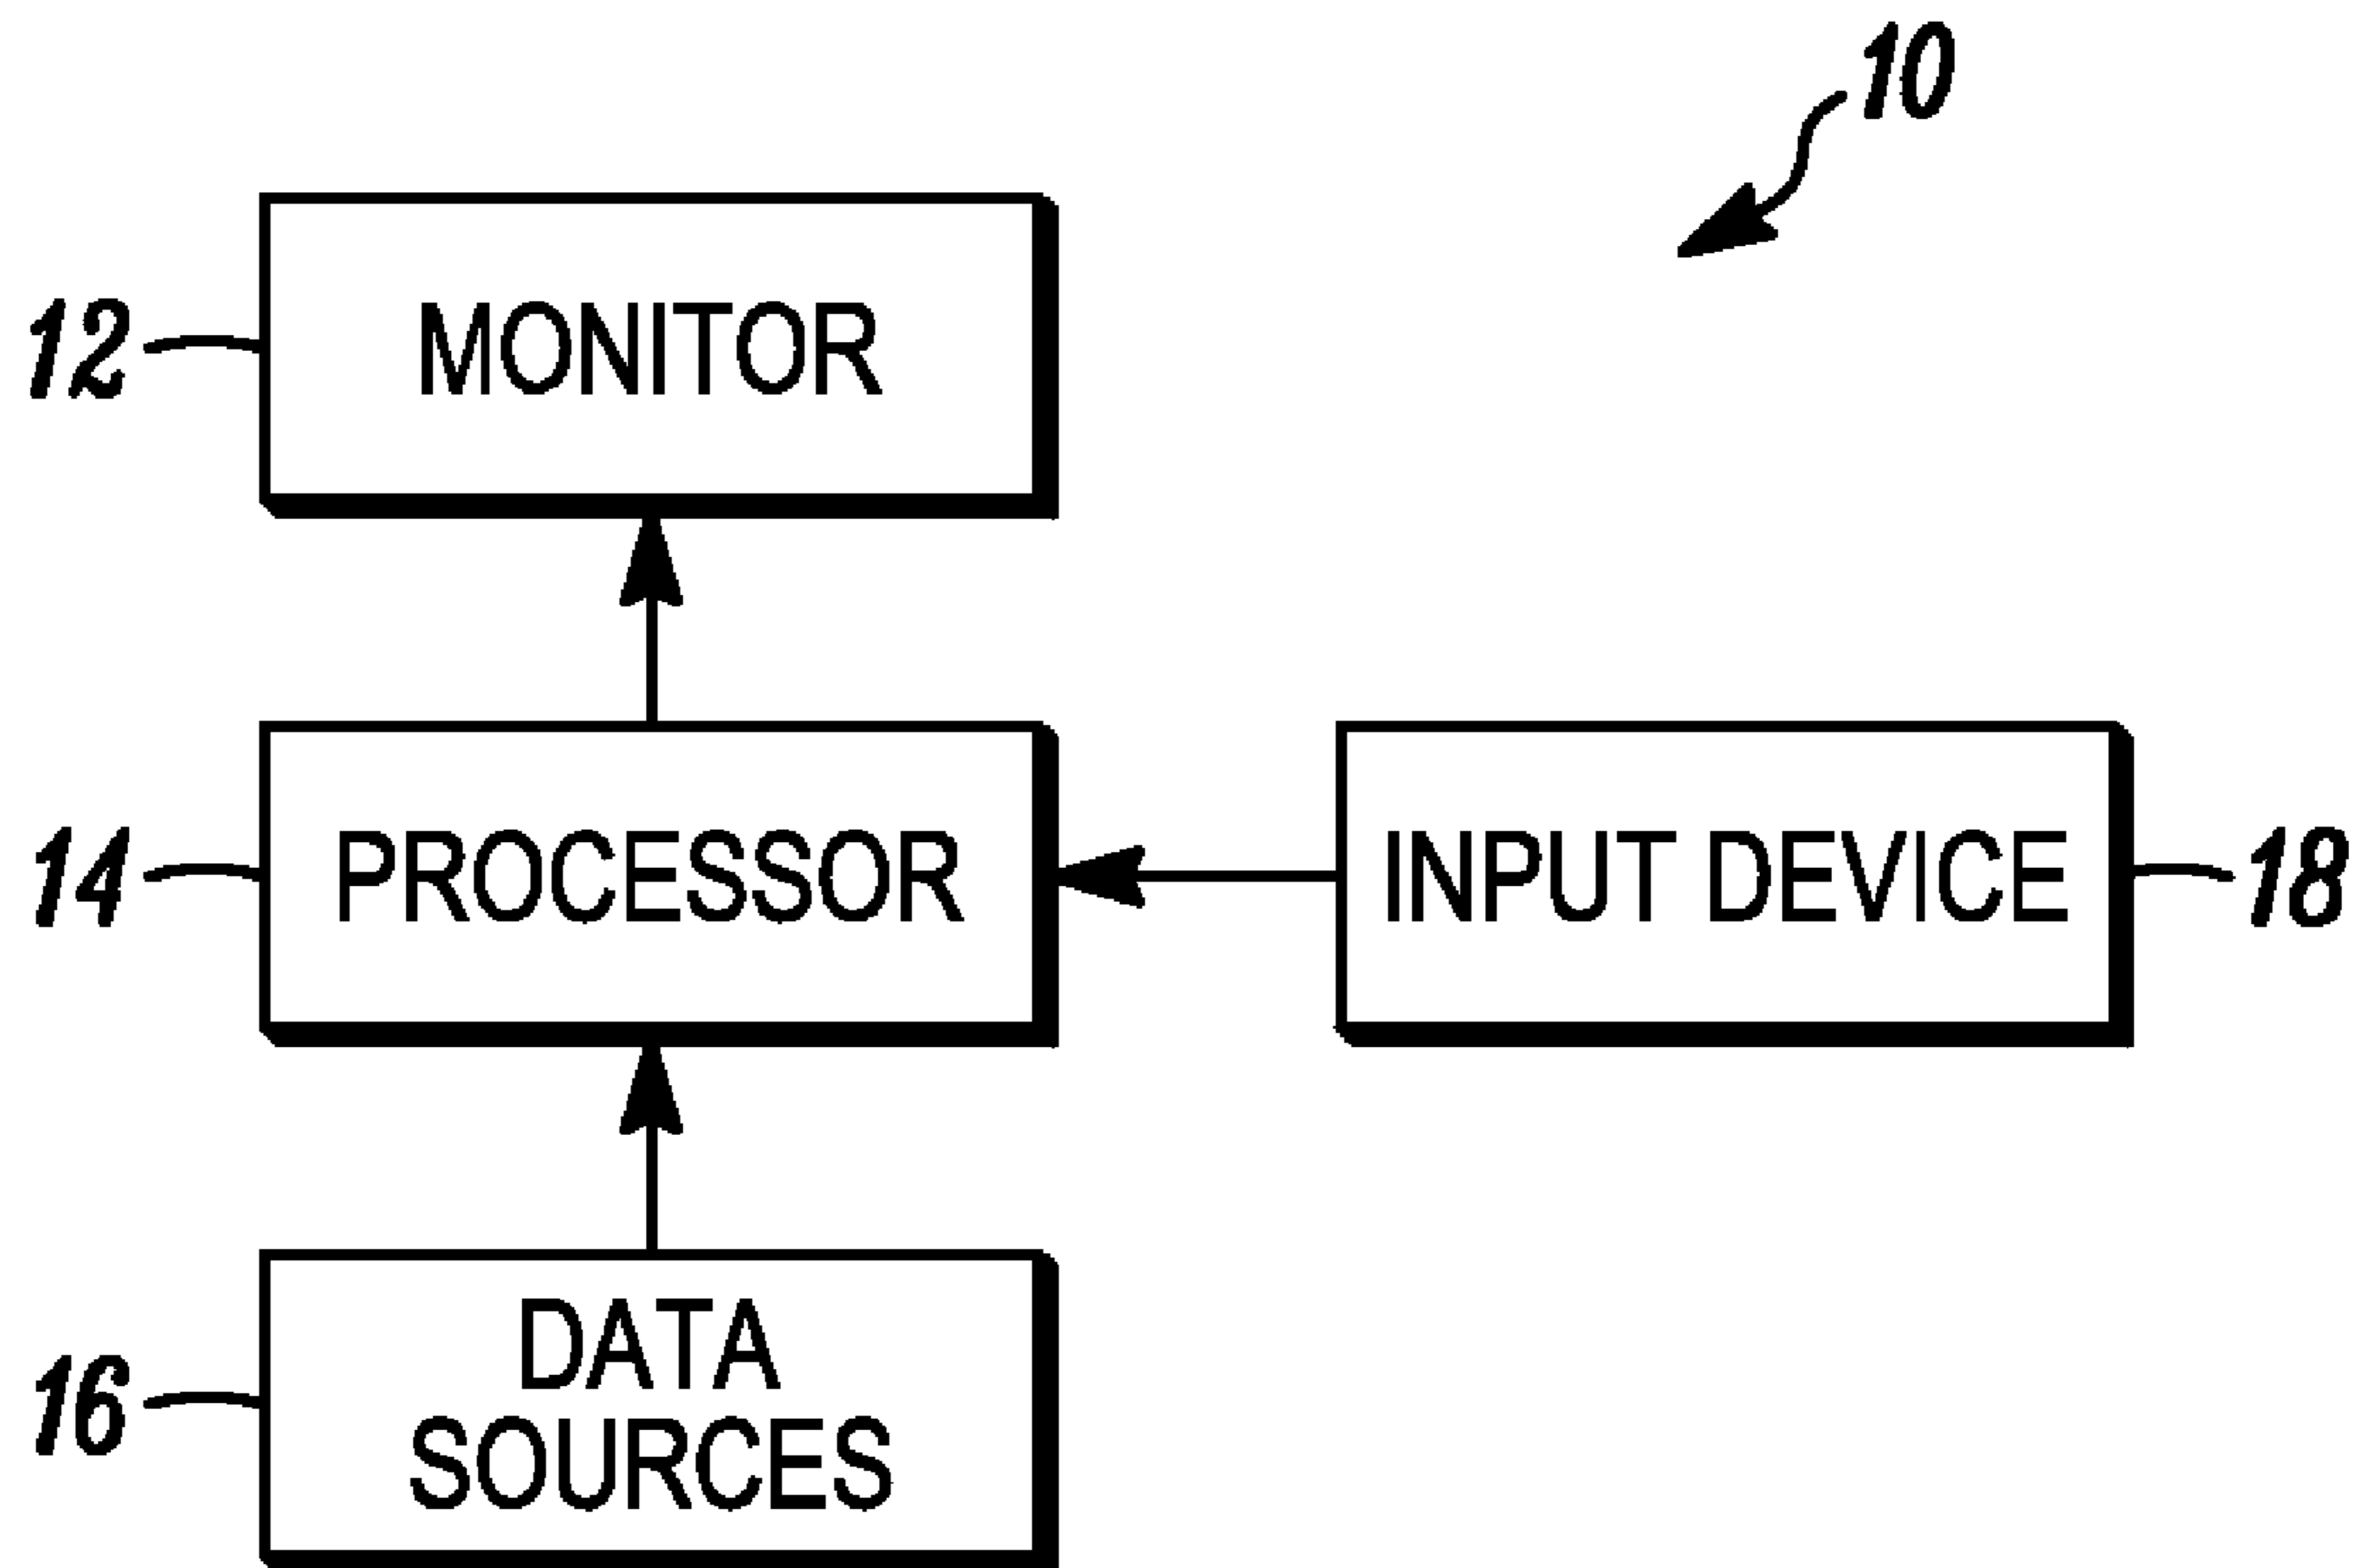 10
12
MONITOR
14
PROCESSOR
INPUT DEVICE
18
16
DATA
SOURCES